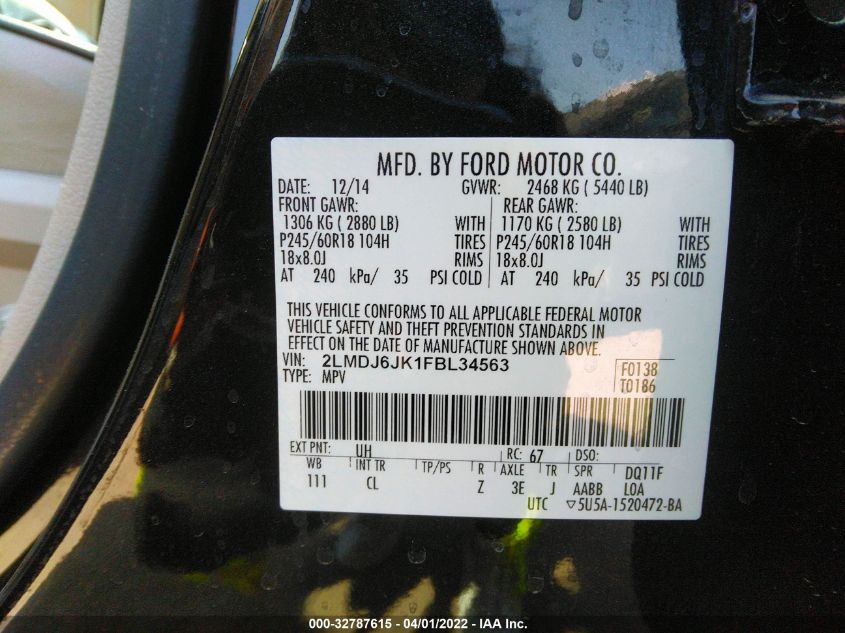 MFD. BY FORD MOTOR CO.
DATE: 12/14 GVWR: 2468 KG ( 5440 LB)
FRONT GAWR: REAR GAWR:
1306 KG ( 2880 LB) WITH 1170 KG ( 2580 LB) WITH
P245/60R18 104H TIRES P245/60R18 104H TIRES
18x8.0J RIMS 18x8.0J RIMS
AT 240 kPa/ 35 PSI COLD AT 240 kPa/ 35 PSI COLD
THIS VEHICLE CONFORMS TO ALL APPLICABLE FEDERAL MOTOR
VEHICLE SAFETY AND THEFT PREVENTION STANDARDS IN
EFFECT ON THE DATE OF MANUFACTURE SHOWN ABOVE.
VIN: 2LMDJ6JK1FBL34563 F0138
TYPE: MPV T0186
EXT PNT: UH RC: 67 DSO:
WB INT TR TP/PS R AXLE TR SPR DQ11F
111 CL Z 3E J AABB LOA
UTC ▽5U5A-1520472-BA
000-32787615 - 04/01/2022 - IAA Inc.